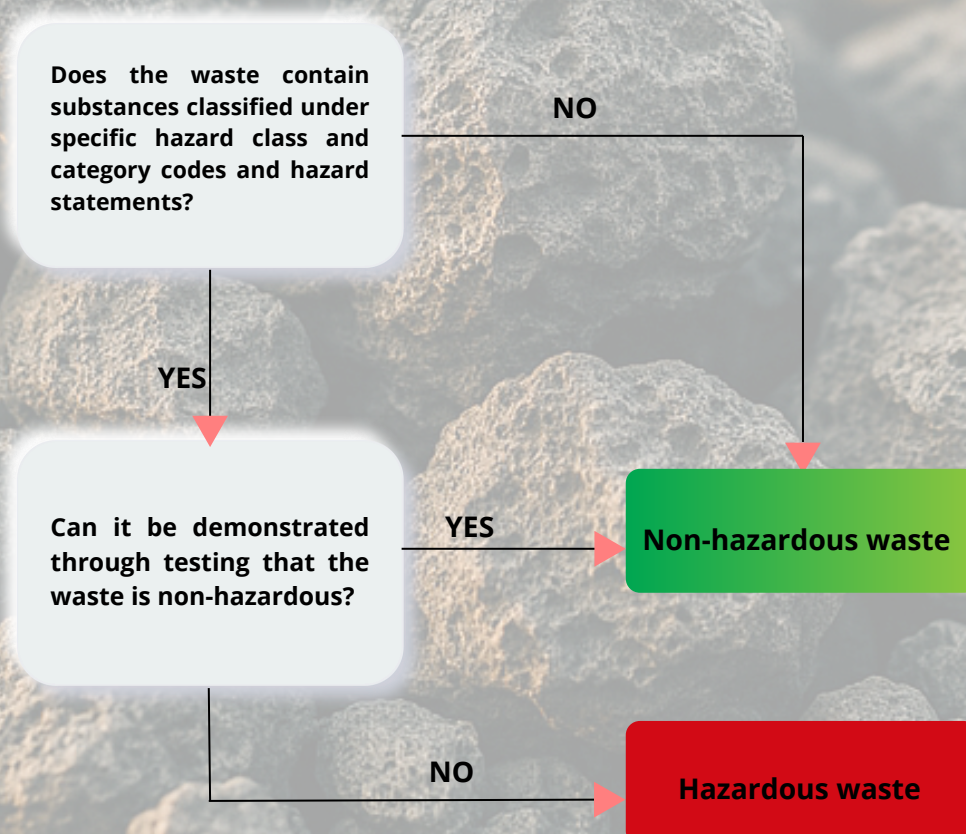 Does the waste contain
substances classified under
specific hazard class and
category codes and hazard
statements?
NO
YES
Can it be demonstrated
through testing that the
waste is non-hazardous?
YES
Non-hazardous waste
NO
Hazardous waste